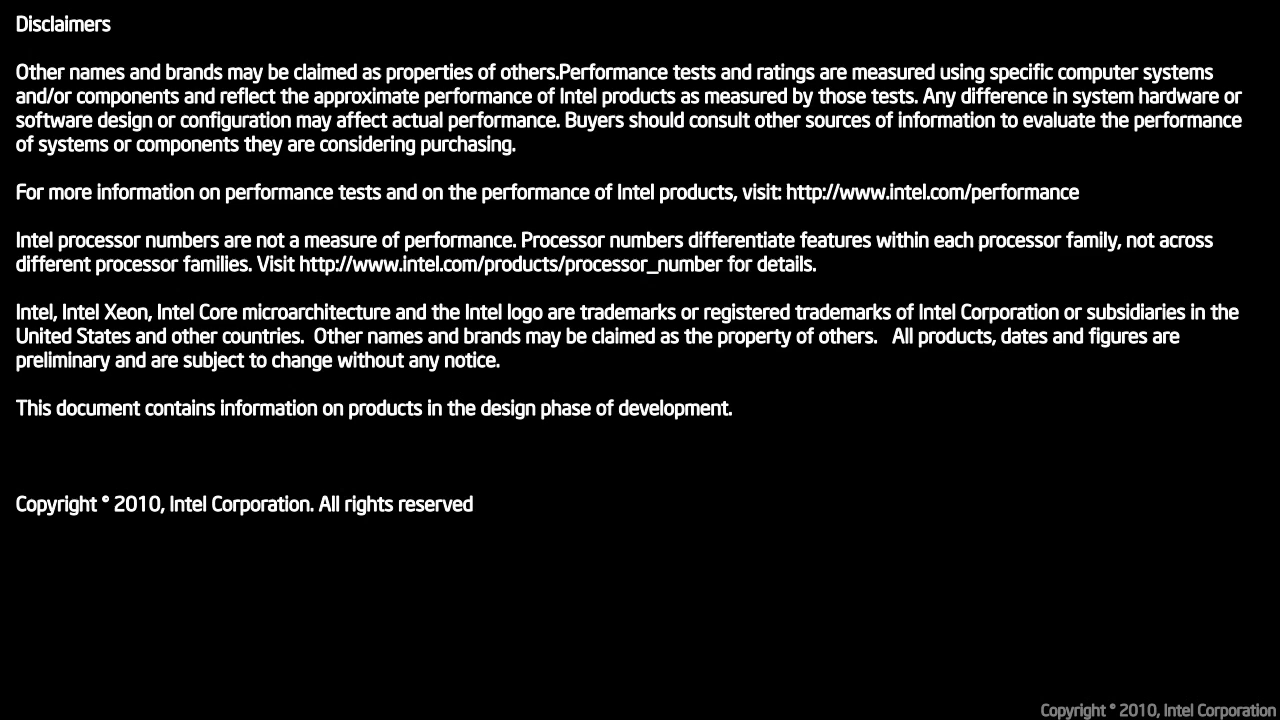 Disclaimers
Other names and brands may be claimed as properties of others.Performance tests and ratings are measured using specific computer systems
and/or components and reflect the approximate performance of Intel products as measured by those tests. Any difference in system hardware or
software design or configuration may affect actual performance. Buyers should consult other sources of information to evaluate the performance
of systems or components they are considering purchasing.
For more information on performance tests and on the performance of Intel products, visit: http://www.intel.com/performance
Intel processor numbers are not a measure of performance. Processor numbers differentiate features within each processor family, not across
different processor families. Visit http://www.intel.com/products/processor_number for details.
Intel, Intel Xeon, Intel Core microarchitecture and the Intel logo are trademarks or registered trademarks of Intel Corporation or subsidiaries in the
United States and other countries.  Other names and brands may be claimed as the property of others.   All products, dates and figures are
preliminary and are subject to change without any notice.
This document contains information on products in the design phase of development.
Copyright © 2010, Intel Corporation. All rights reserved
Copyright © 2010, Intel Corporation